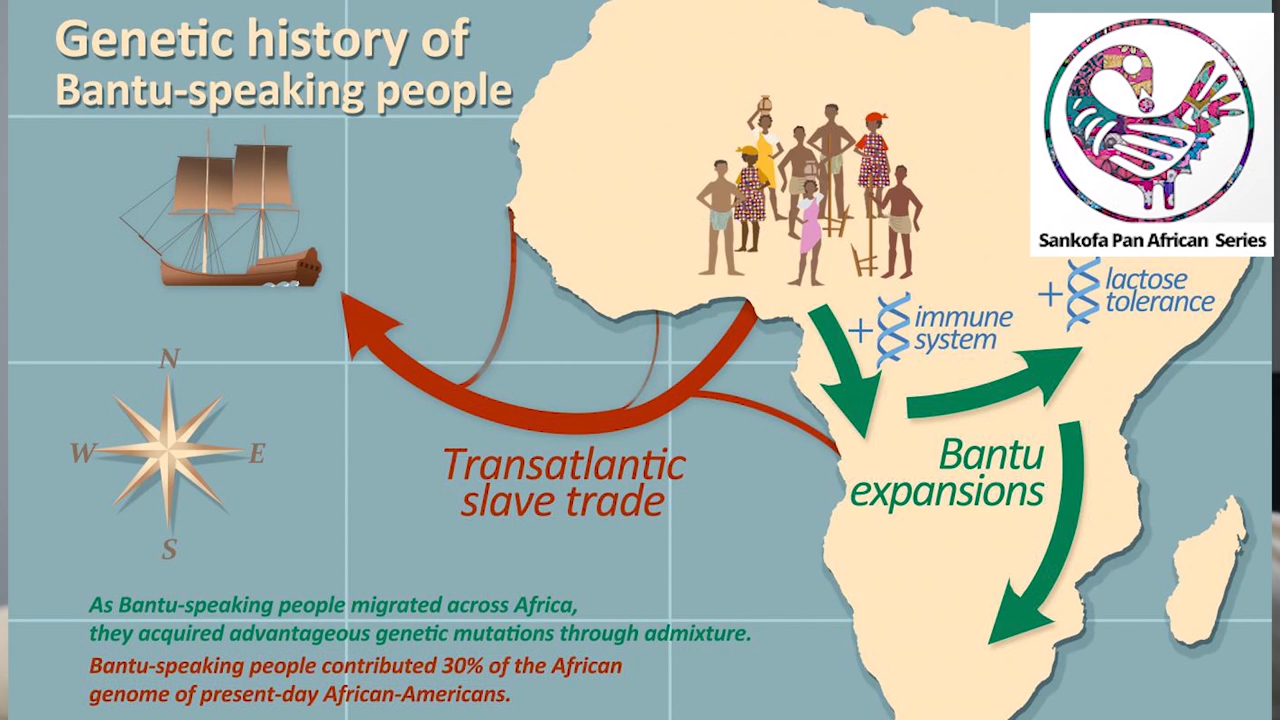 Genetic history of
Bantu-speaking people
Sankofa Pan African Series
+ lactose
tolerance
+ immune
system
N
W
E
S
Transatlantic
slave trade
Bantu
expansions
As Bantu-speaking people migrated across Africa,
they acquired advantageous genetic mutations through admixture.
Bantu-speaking people contributed 30% of the African
genome of present-day African-Americans.